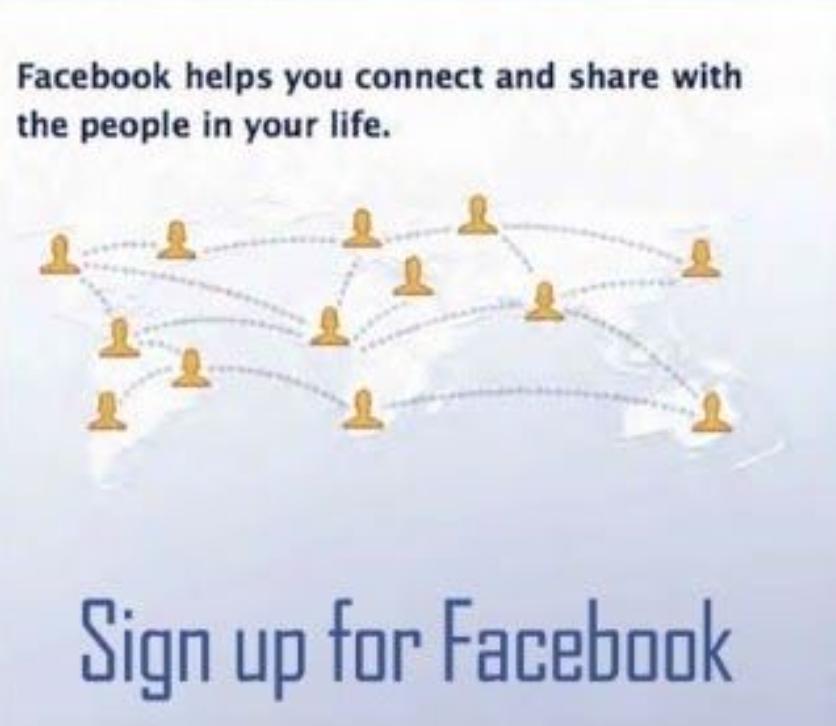 Facebook helps you connect and share with
the people in your life.
Sign up for Facebook